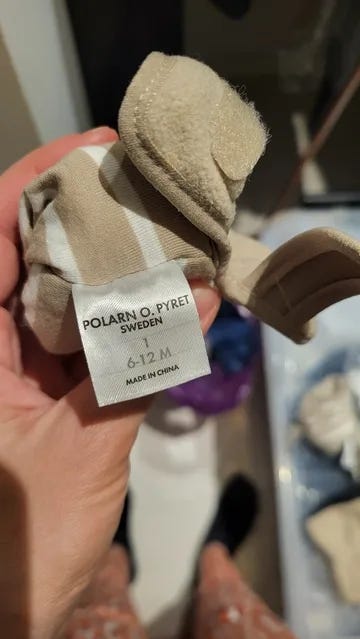 POLARN O. PYRET
SWEDEN
1
6-12 M
MADE IN CHINA